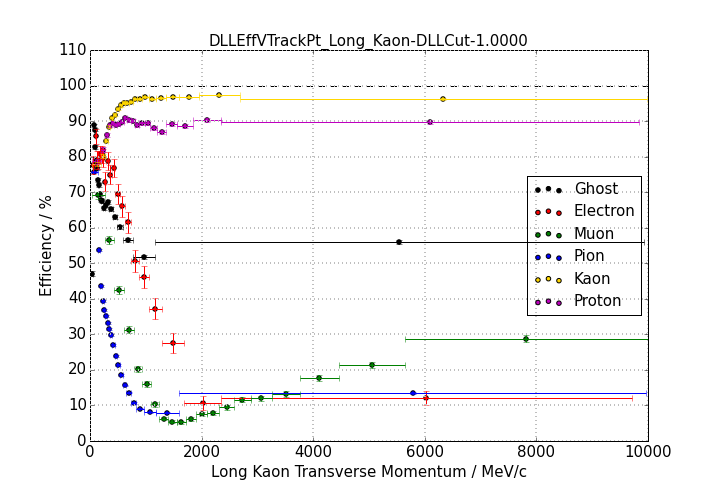 DLLEffVTrackPt_Long_Kaon-DLLCut-1.0000
110
100
90
80
70
60
50
40
30
20
10
0
Efficiency / %
Ghost
Electron
Muon
Pion
Kaon
Proton
0 2000 4000 6000 8000 10000
Long Kaon Transverse Momentum / MeV/c